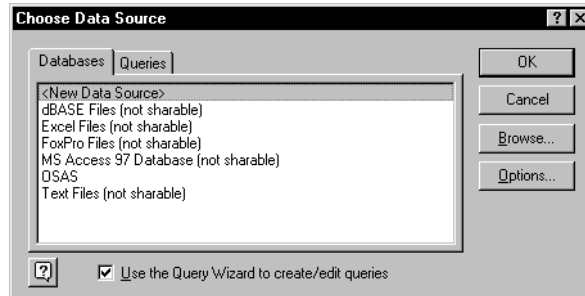 Choose Data Source
Databases Queries
<New Data Source>
dBASE Files (not sharable)
Excel Files (not sharable)
FoxPro Files (not sharable)
MS Access 97 Database (not sharable)
OSAS
Text Files (not sharable)
OK
Cancel
Browse...
Options...
Use the Query Wizard to create/edit queries